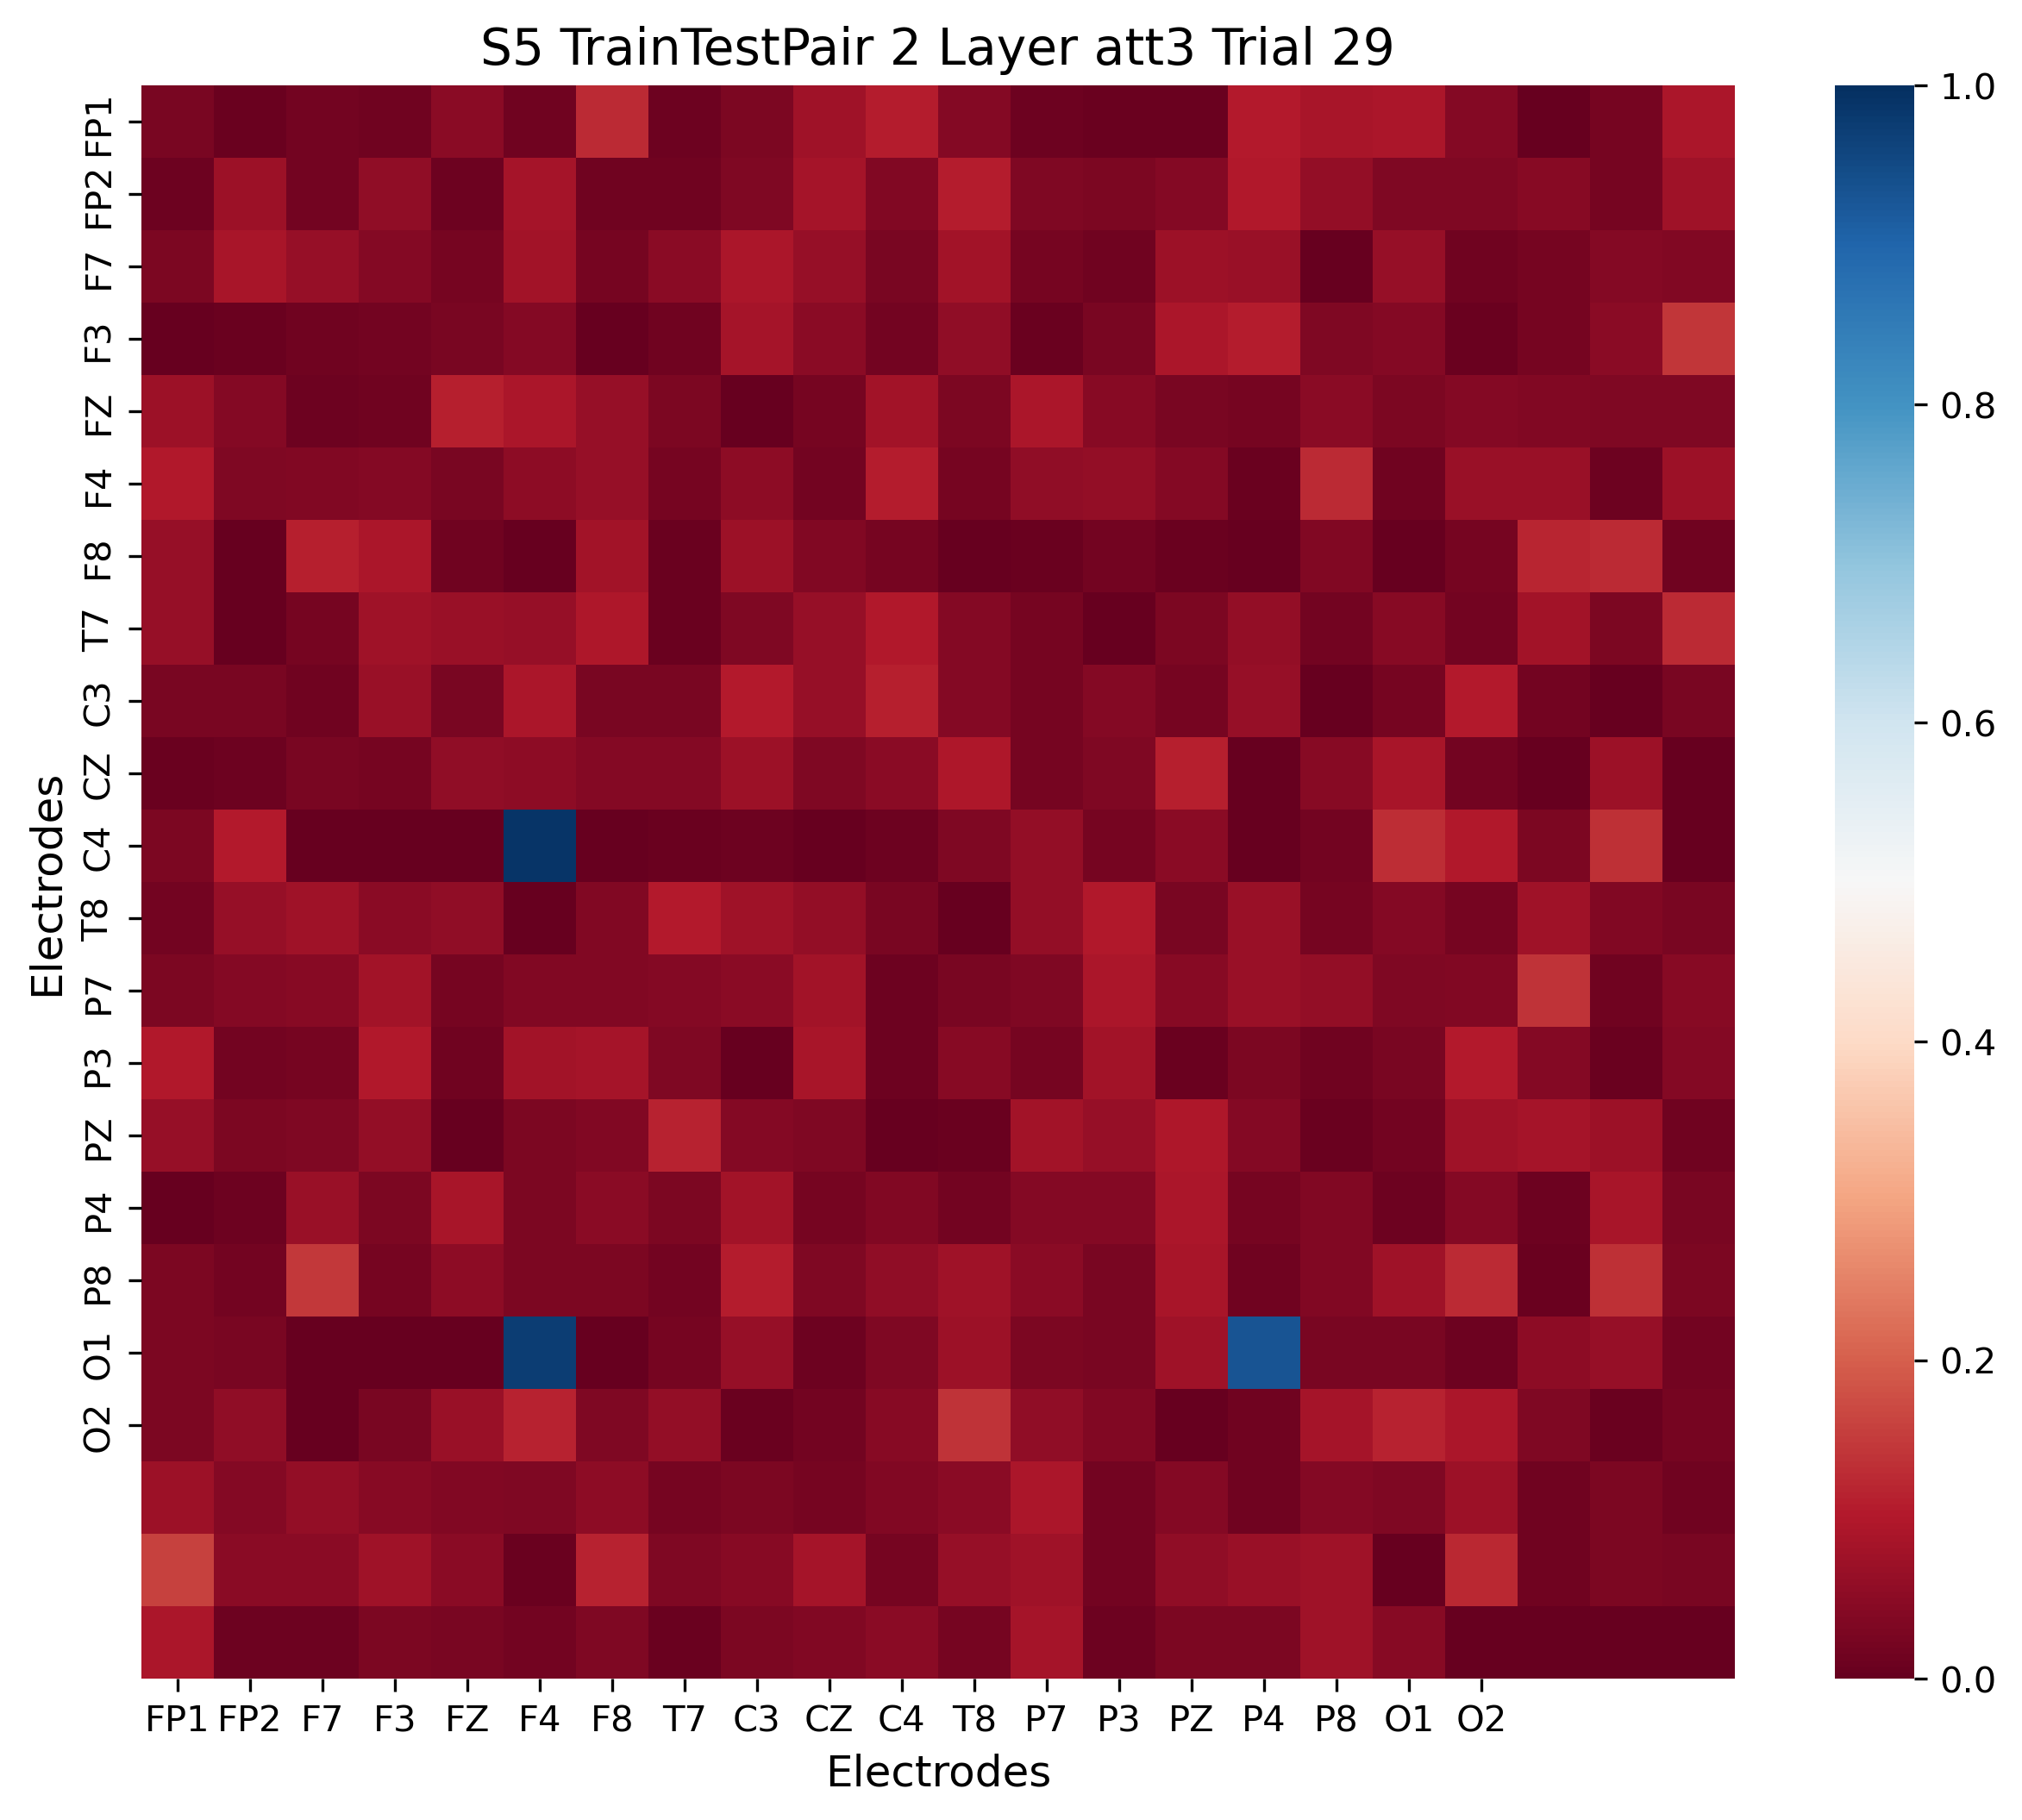 S5 TrainTestPair 2 Layer att3 Trial 29
FP1
FP2
F7
F3
FZ
F4
F8
T7
C3
CZ
C4
T8
P7
P3
PZ
P4
P8
O1
O2
Electrodes
FP1 FP2 F7 F3 FZ F4 F8 T7 C3 CZ C4 T8 P7 P3 PZ P4 P8 O1 O2
Electrodes
1.0
0.8
0.6
0.4
0.2
0.0